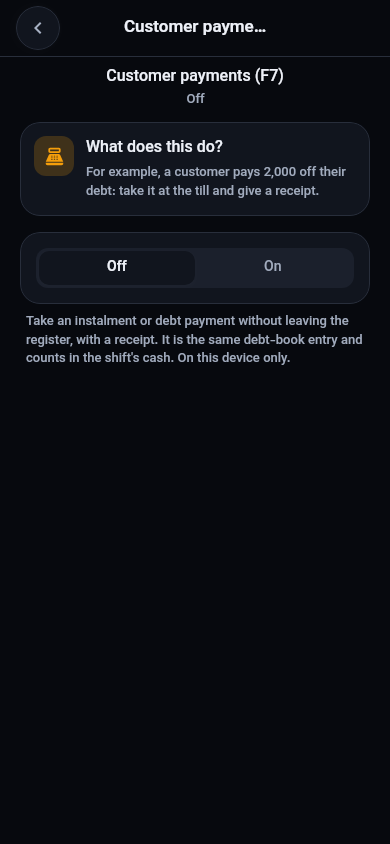 Customer payme...
Customer payments (F7)
Off
What does this do?
For example, a customer pays 2,000 off their
debt: take it at the till and give a receipt.
Off
On
Take an instalment or debt payment without leaving the
register, with a receipt. It is the same debt-book entry and
counts in the shift's cash. On this device only.